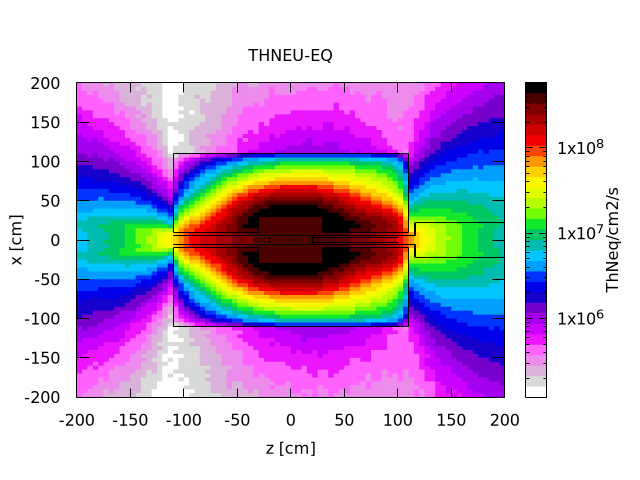 THNEU-EQ
200
150
100
50
0
-50
-100
-150
-200
x [cm]
-200 -150 -100 -50 0 50 100 150 200
z [cm]
1x10^8
1x10^7
1x10^6
ThNeq/cm2/s